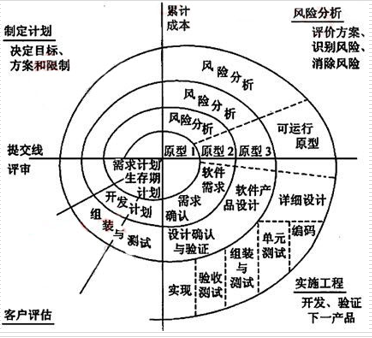 累计
成本
风险分析
评价方案、
识别风险、
消除风险
制定计划
决定目标、
方案和限制
风险分析
风险分析
风险分析
可运行
原型
提交线
评审
原型1
原型2
原型3
需求计划
生存期
计划
开发计划
组装与测试
需求
确认
软件
需求
软件产
品设计
详细设计
设计确认
与验证
编码
单元
测试
组装
与
测试
验收
测试
实现
客户评估
实施工程
开发、验证
下一产品